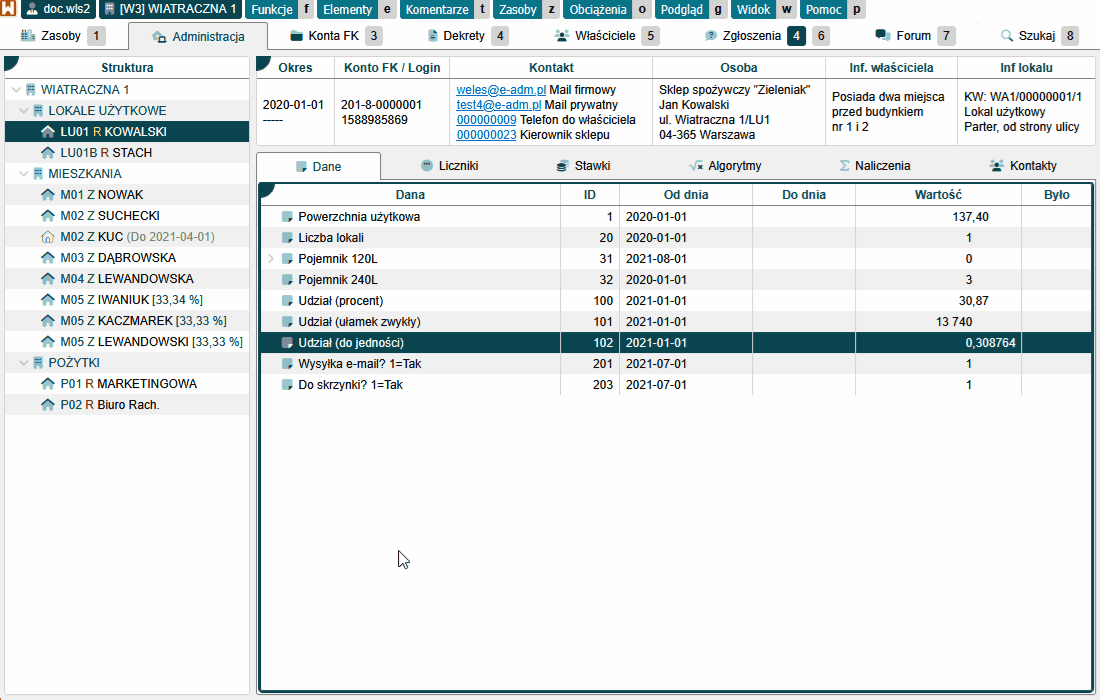 doc.wls2 [W3] WIATRACZNA 1 Funkcje f Elementy e Komentarze t Zasoby z Obciążenia o Podgląd g Widok w Pomoc p
Zasoby 1 Administracja Konta FK 3 Dekrety 4 Właściciele 5 Zgłoszenia 4 6 Forum 7 Szukaj 8
Struktura
WIATRACZNA 1
LOKALE UŻYTKOWE
LU01 R KOWALSKI
LU01B R STACH
MIESZKANIA
M01 Z NOWAK
M02 Z SUCHECKI
M02 Z KUC (Do 2021-04-01)
M03 Z DĄBROWSKA
M04 Z LEWANDOWSKA
M05 Z IWANIUK [33,34 %]
M05 Z KACZMAREK [33,33 %]
M05 Z LEWANDOWSKI [33,33 %]
POŻYTKI
P01 R MARKETINGOWA
P02 R Biuro Rach.
Okres Konto FK / Login Kontakt Osoba Inf. właściciela Inf lokalu
2020-01-01
-----
201-8-0000001
1588985869
weles@e-adm.pl Mail firmowy
test4@e-adm.pl Mail prywatny
000000009 Telefon do właściciela
000000023 Kierownik sklepu
Sklep spożywczy "Zieleniak"
Jan Kowalski
ul. Wiatraczna 1/LU1
04-365 Warszawa
Posiada dwa miejsca
przed budynkiem
nr 1 i 2
KW: WA1/00000001/1
Lokal użytkowy
Parter, od strony ulicy
Dane Liczniki Stawki Algorytmy Naliczenia Kontakty
Dana ID Od dnia Do dnia Wartość Było
Powerzchnia użytkowa 1 2020-01-01 137,40
Liczba lokali 20 2020-01-01 1
Pojemnik 120L 31 2021-08-01 0
Pojemnik 240L 32 2020-01-01 3
Udział (procent) 100 2021-01-01 30,87
Udział (ułamek zwykły) 101 2021-01-01 13 740
Udział (do jedności) 102 2021-01-01 0,308764
Wysyłka e-mail? 1=Tak 201 2021-07-01 1
Do skrzynki? 1=Tak 203 2021-07-01 1